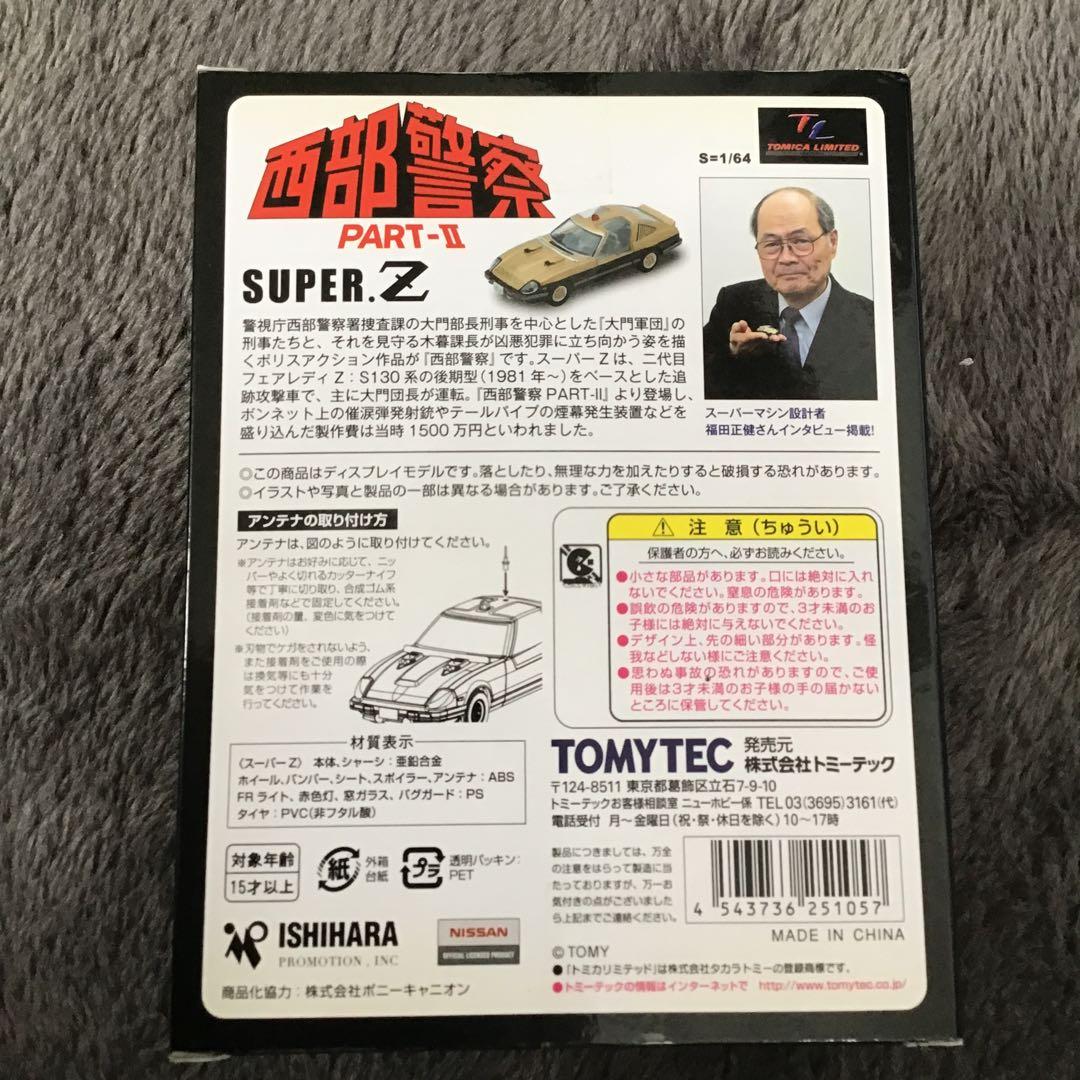 西部警察
PART-II
SUPER.Z
S=1/64
TL
TOMICA LIMITED
警視庁西部警察署捜査課の大門部長刑事を中心とした『大門軍団』の
刑事たちと、それを見守る木暮課長が凶悪犯罪に立ち向かう姿を描
くポリスアクション作品が『西部警察』です。スーパーZは、二代目
フェアレディZ：S130系の後期型(1981年〜)をベースとした追
跡攻撃車で、主に大門団長が運転。『西部警察PART-II』より登場し、
ボンネット上の催涙弾発射銃やテールパイプの煙幕発生装置などを
盛り込んだ製作費は当時1500万円といわれました。
スーパーマシン設計者
福田正健さんインタビュー掲載!
◎この商品はディスプレイモデルです。落としたり、無理な力を加えたりすると破損する恐れがあります。
◎イラストや写真と製品の一部は異なる場合があります。ご了承ください。
アンテナの取り付け方
アンテナは、図のように取り付けてください。
※アンテナはお好みに応じて、ニッ
パーやよく切れるカッターナイフ
等で丁寧に切り取り、合成ゴム系
接着剤などで固定してください。
(接着剤の量、変色に気をつけて
ください)
※刃物でケガをされないよう、
また接着剤をご使用の際
は換気等にも十分
気をつけて作業を
行ってください。
⚠ 注 意 (ちゅうい)
保護者の方へ、必ずお読みください。
●小さな部品があります。口には絶対に入れ
ないでください。窒息の危険があります。
●誤飲の危険がありますので、3才未満のお
子様には絶対に与えないでください。
●デザイン上、先の細い部分があります。怪
我などしない様にご注意ください。
●思わぬ事故の恐れがありますので、ご使
用後は3才未満のお子様の手の届かない
ところに保管してください。
材質表示
〈スーパーZ〉 本体、シャーシ：亜鉛合金
ホイール、バンパー、シート、スポイラー、アンテナ：ABS
FRライト、赤色灯、窓ガラス、バグガード：PS
タイヤ：PVC(非フタル酸)
TOMYTEC
発売元
株式会社トミーテック
〒124-8511 東京都葛飾区立石7-9-10
トミーテックお客様相談室 ニューホビー係 TEL 03(3695)3161(代)
電話受付 月〜金曜日(祝・祭・休日を除く)10〜17時
対象年齢
15才以上
紙
外箱
台紙
プラ
透明パッキン：
PET
製品につきましては、万全
の注意をはらって製造に当
たっておりますが、万一お
気付きの点がございました
ら上記までご連絡ください。
4 543736 251057
MADE IN CHINA
ISHIHARA
PROMOTION, INC
NISSAN
OFFICIAL LICENSED PRODUCT
商品化協力：株式会社ポニーキャニオン
© TOMY
●「トミカリミテッド」は株式会社タカラトミーの登録商標です。
●トミーテックの情報はインターネットで http://www.tomytec.co.jp/